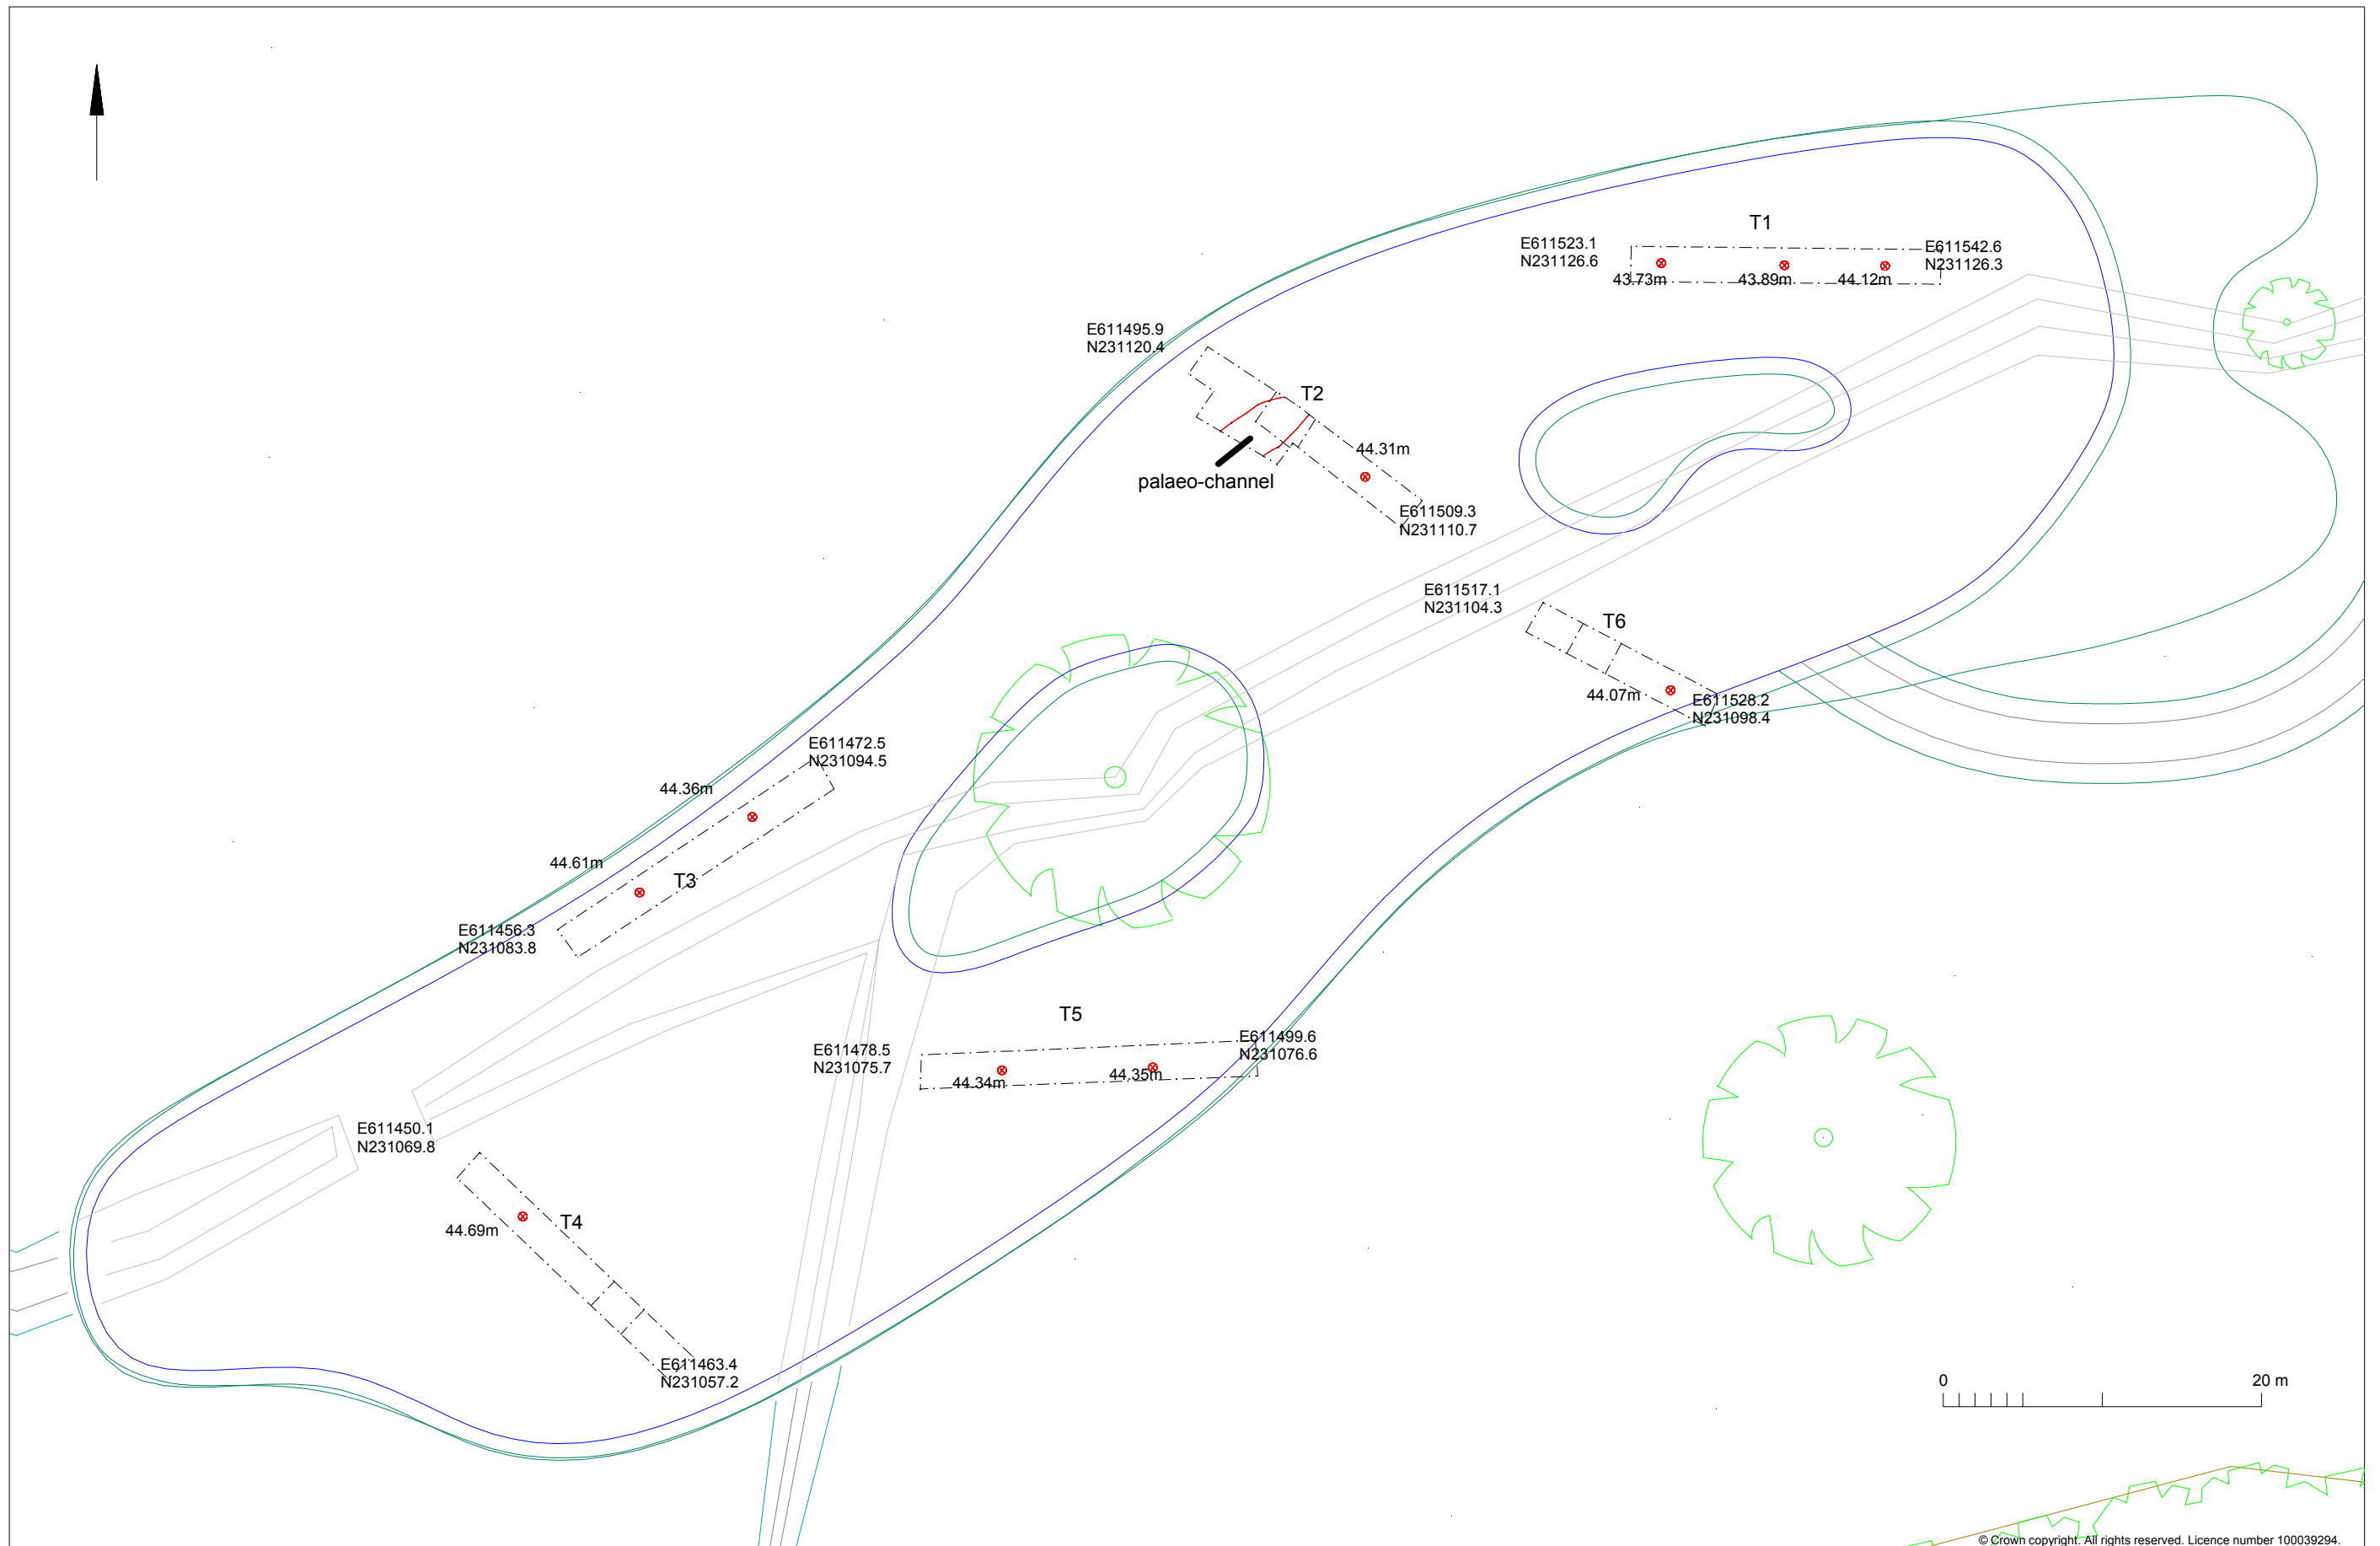 T1
E611523.1
N231126.6
E611542.6
N231126.3
43.73m
43.89m
44.12m
E611495.9
N231120.4
T2
44.31m
palaeo-channel
E611509.3
N231110.7
E611517.1
N231104.3
T6
44.07m
E611528.2
N231098.4
E611472.5
N231094.5
44.36m
44.61m
T3
E611456.3
N231083.8
T5
E611478.5
N231075.7
E611499.6
N231076.6
44.34m
44.35m
E611450.1
N231069.8
T4
44.69m
E611463.4
N231057.2
0 20 m
© Crown copyright. All rights reserved. Licence number 100039294.